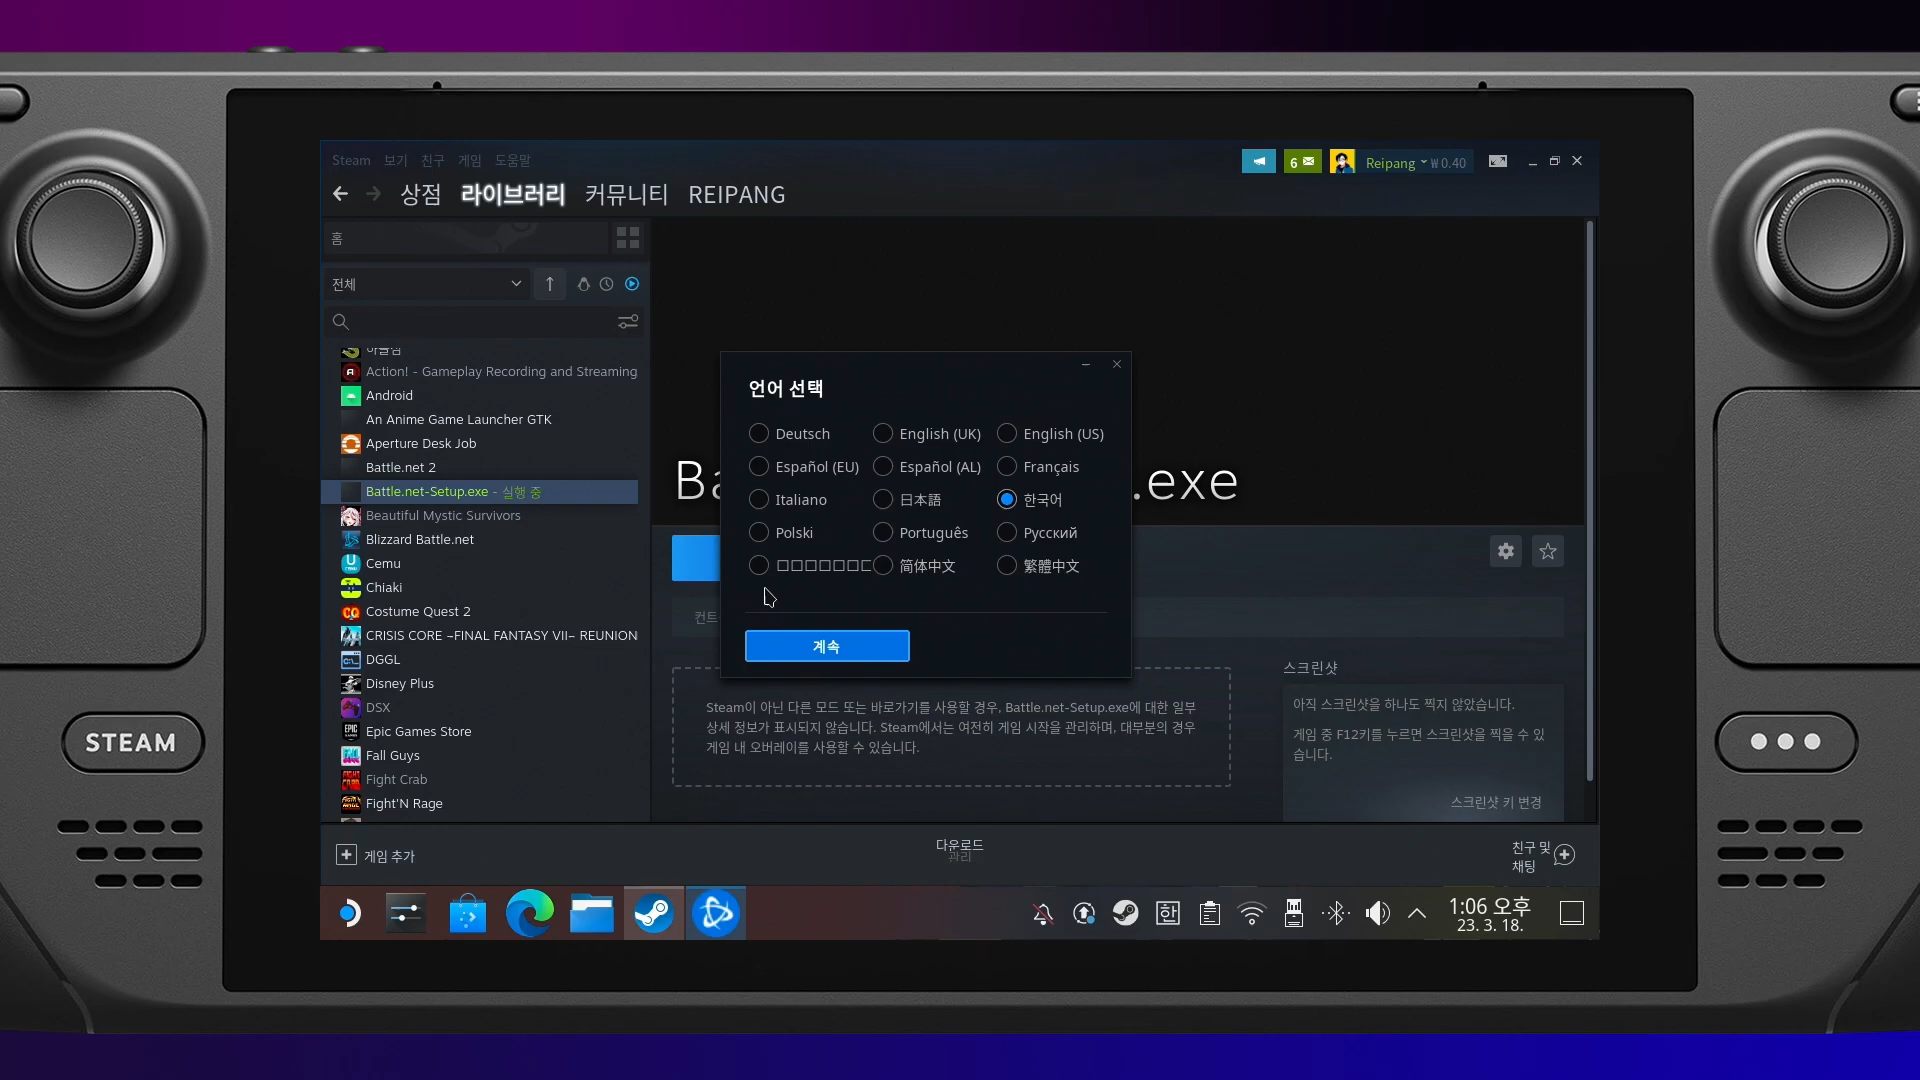 Steam 보기 친구 게임 도움말
6
Reipang ₩ 0.40
상점 라이브러리 커뮤니티 REIPANG
홈
전체
야돌섬
Action! - Gameplay Recording and Streaming
Android
An Anime Game Launcher GTK
Aperture Desk Job
Battle.net 2
Battle.net-Setup.exe - 실행 중
Beautiful Mystic Survivors
Blizzard Battle.net
Cemu
Chiaki
Costume Quest 2
CRISIS CORE –FINAL FANTASY VII– REUNION
DGGL
Disney Plus
DSX
Epic Games Store
Fall Guys
Fight Crab
Fight'N Rage
Ba
.exe
언어 선택
Deutsch English (UK) English (US)
Español (EU) Español (AL) Français
Italiano 日本語 한국어
Polski Português Русский
简体中文 繁體中文
계속
컨트
Steam이 아닌 다른 모드 또는 바로가기를 사용할 경우, Battle.net-Setup.exe에 대한 일부
상세 정보가 표시되지 않습니다. Steam에서는 여전히 게임 시작을 관리하며, 대부분의 경우
게임 내 오버레이를 사용할 수 있습니다.
스크린샷
아직 스크린샷을 하나도 찍지 않았습니다.
게임 중 F12키를 누르면 스크린샷을 찍을 수 있
습니다.
스크린샷 키 변경
게임 추가
다운로드
관리
친구 및
채팅
한
1:06 오후
23. 3. 18.
STEAM